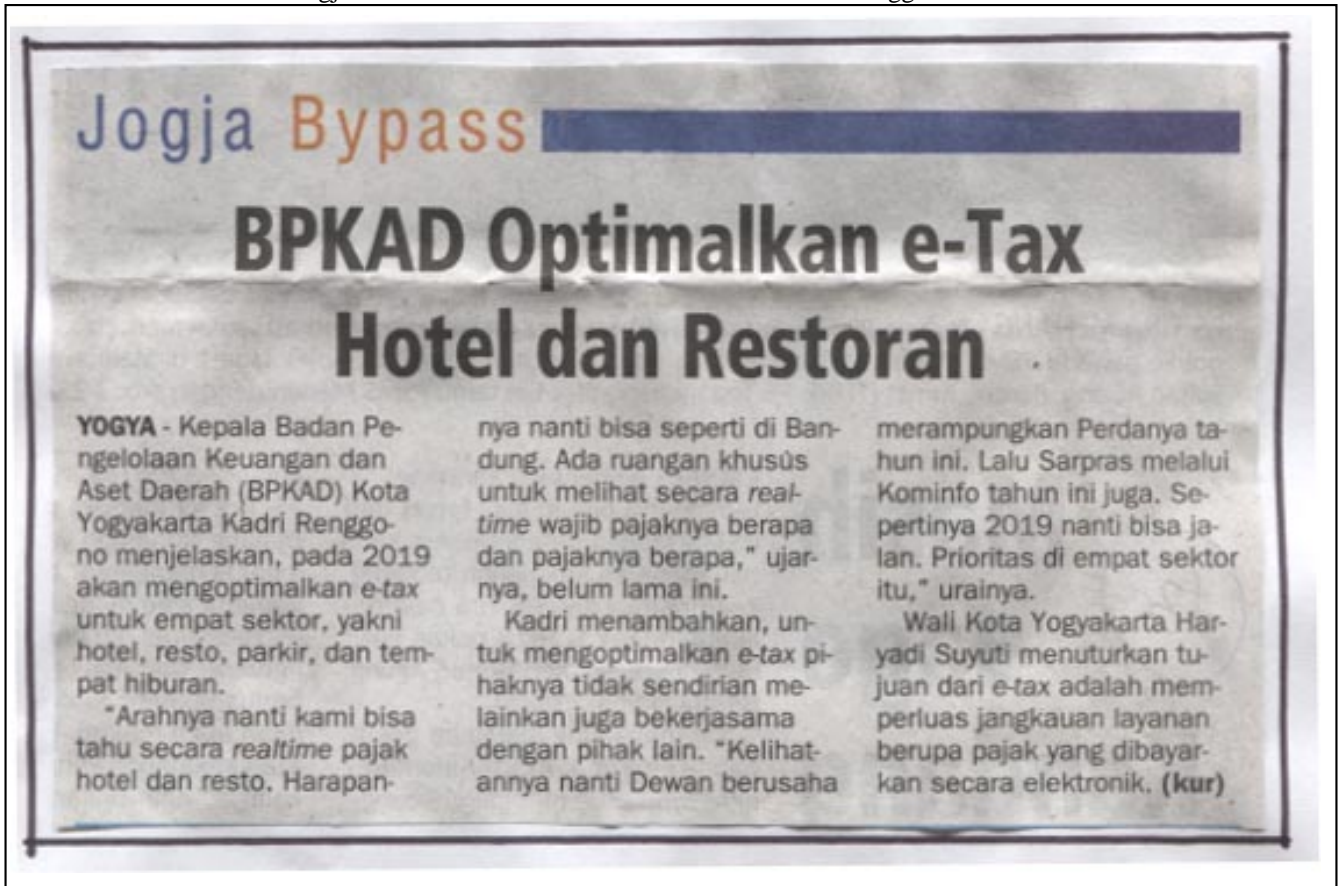 Jogja Bypass
BPKAD Optimalkan e-Tax
Hotel dan Restoran
YOGYA - Kepala Badan Pe-
ngelolaan Keuangan dan
Aset Daerah (BPKAD) Kota
Yogyakarta Kadri Renggo-
no menjelaskan, pada 2019
akan mengoptimalkan e-tax
untuk empat sektor, yakni
hotel, resto, parkir, dan tem-
pat hiburan.
"Arahnya nanti kami bisa
tahu secara realtime pajak
hotel dan resto. Harapan-
nya nanti bisa seperti di Ban-
dung. Ada ruangan khusus
untuk melihat secara real-
time wajib pajaknya berapa
dan pajaknya berapa," ujar-
nya, belum lama ini.
Kadri menambahkan, un-
tuk mengoptimalkan e-tax pi-
haknya tidak sendirian me-
lainkan juga bekerjasama
dengan pihak lain. "Kelihat-
annya nanti Dewan berusaha
merampungkan Perdanya ta-
hun ini. Lalu Sarpras melalui
Kominfo tahun ini juga. Se-
pertinya 2019 nanti bisa ja-
lan. Prioritas di empat sektor
itu," urainya.
Wali Kota Yogyakarta Har-
yadi Suyuti menuturkan tu-
juan dari e-tax adalah mem-
perluas jangkauan layanan
berupa pajak yang dibayar-
kan secara elektronik. (kur)